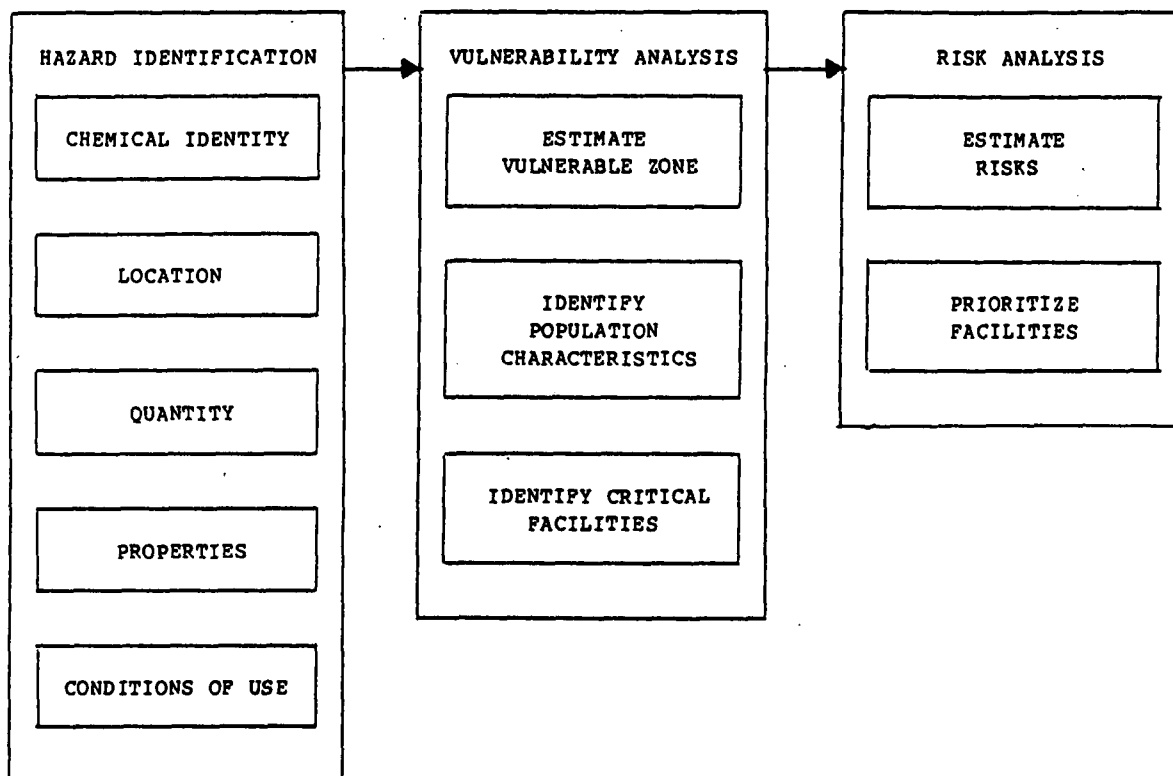 HAZARD IDENTIFICATION
CHEMICAL IDENTITY
LOCATION
QUANTITY
PROPERTIES
CONDITIONS OF USE
VULNERABILITY ANALYSIS
ESTIMATE
VULNERABLE ZONE
IDENTIFY
POPULATION
CHARACTERISTICS
IDENTIFY CRITICAL
FACILITIES
RISK ANALYSIS
ESTIMATE
RISKS
PRIORITIZE
FACILITIES